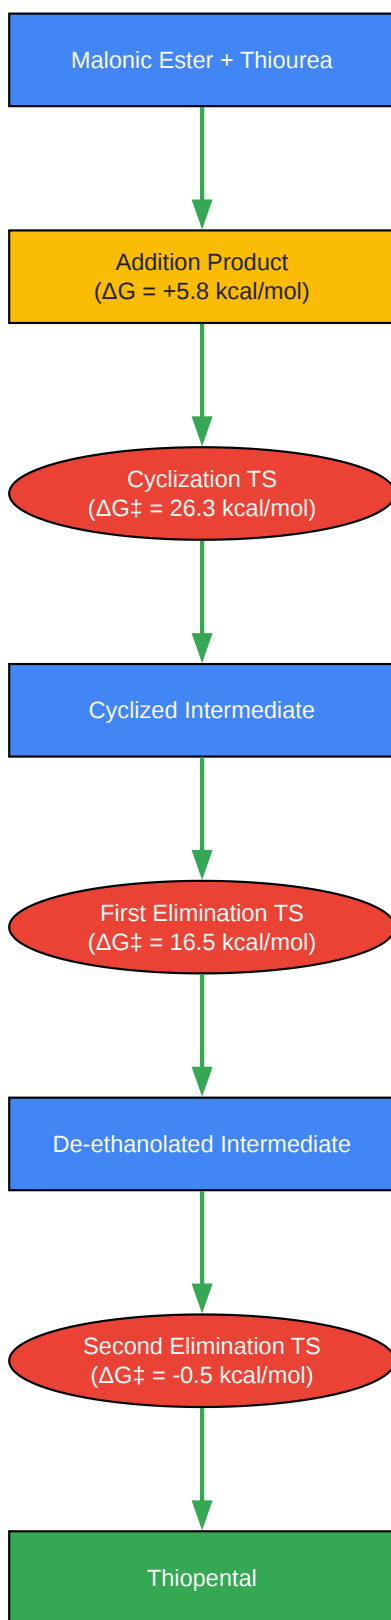 Malonic Ester + Thiourea
Addition Product
(ΔG = +5.8 kcal/mol)
Cyclization TS
(ΔG‡ = 26.3 kcal/mol)
Cyclized Intermediate
First Elimination TS
(ΔG‡ = 16.5 kcal/mol)
De-ethanolated Intermediate
Second Elimination TS
(ΔG‡ = -0.5 kcal/mol)
Thiopental